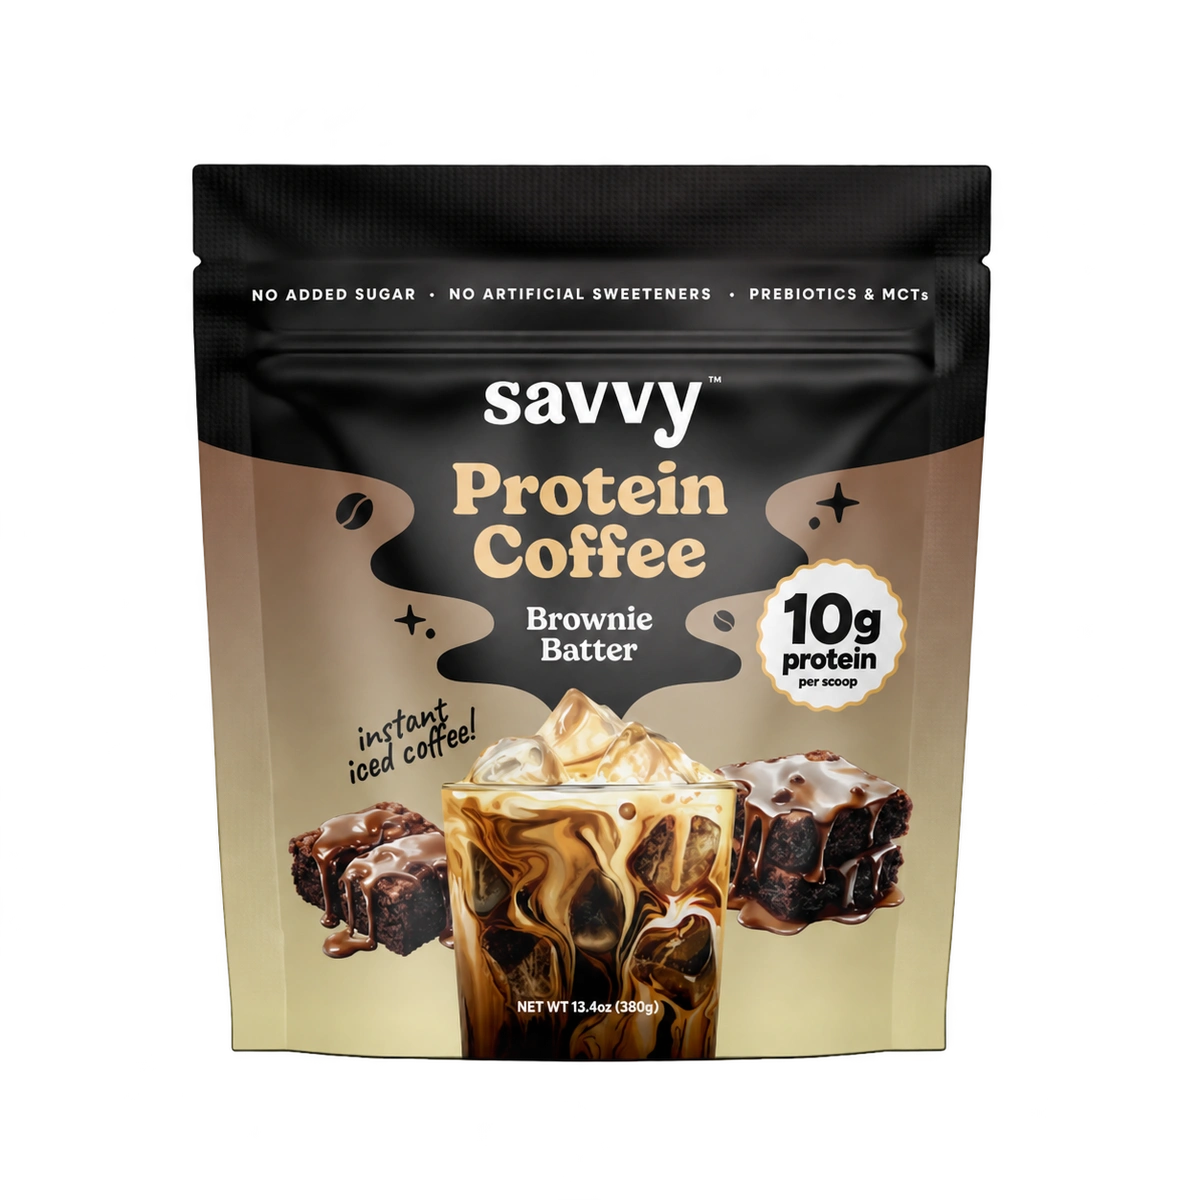 NO ADDED SUGAR • NO ARTIFICIAL SWEETENERS • PREBIOTICS & MCTs
savvy™
Protein
Coffee
Brownie
Batter
10g
protein
per scoop
instant
iced coffee!
NET WT 13.4oz (380g)